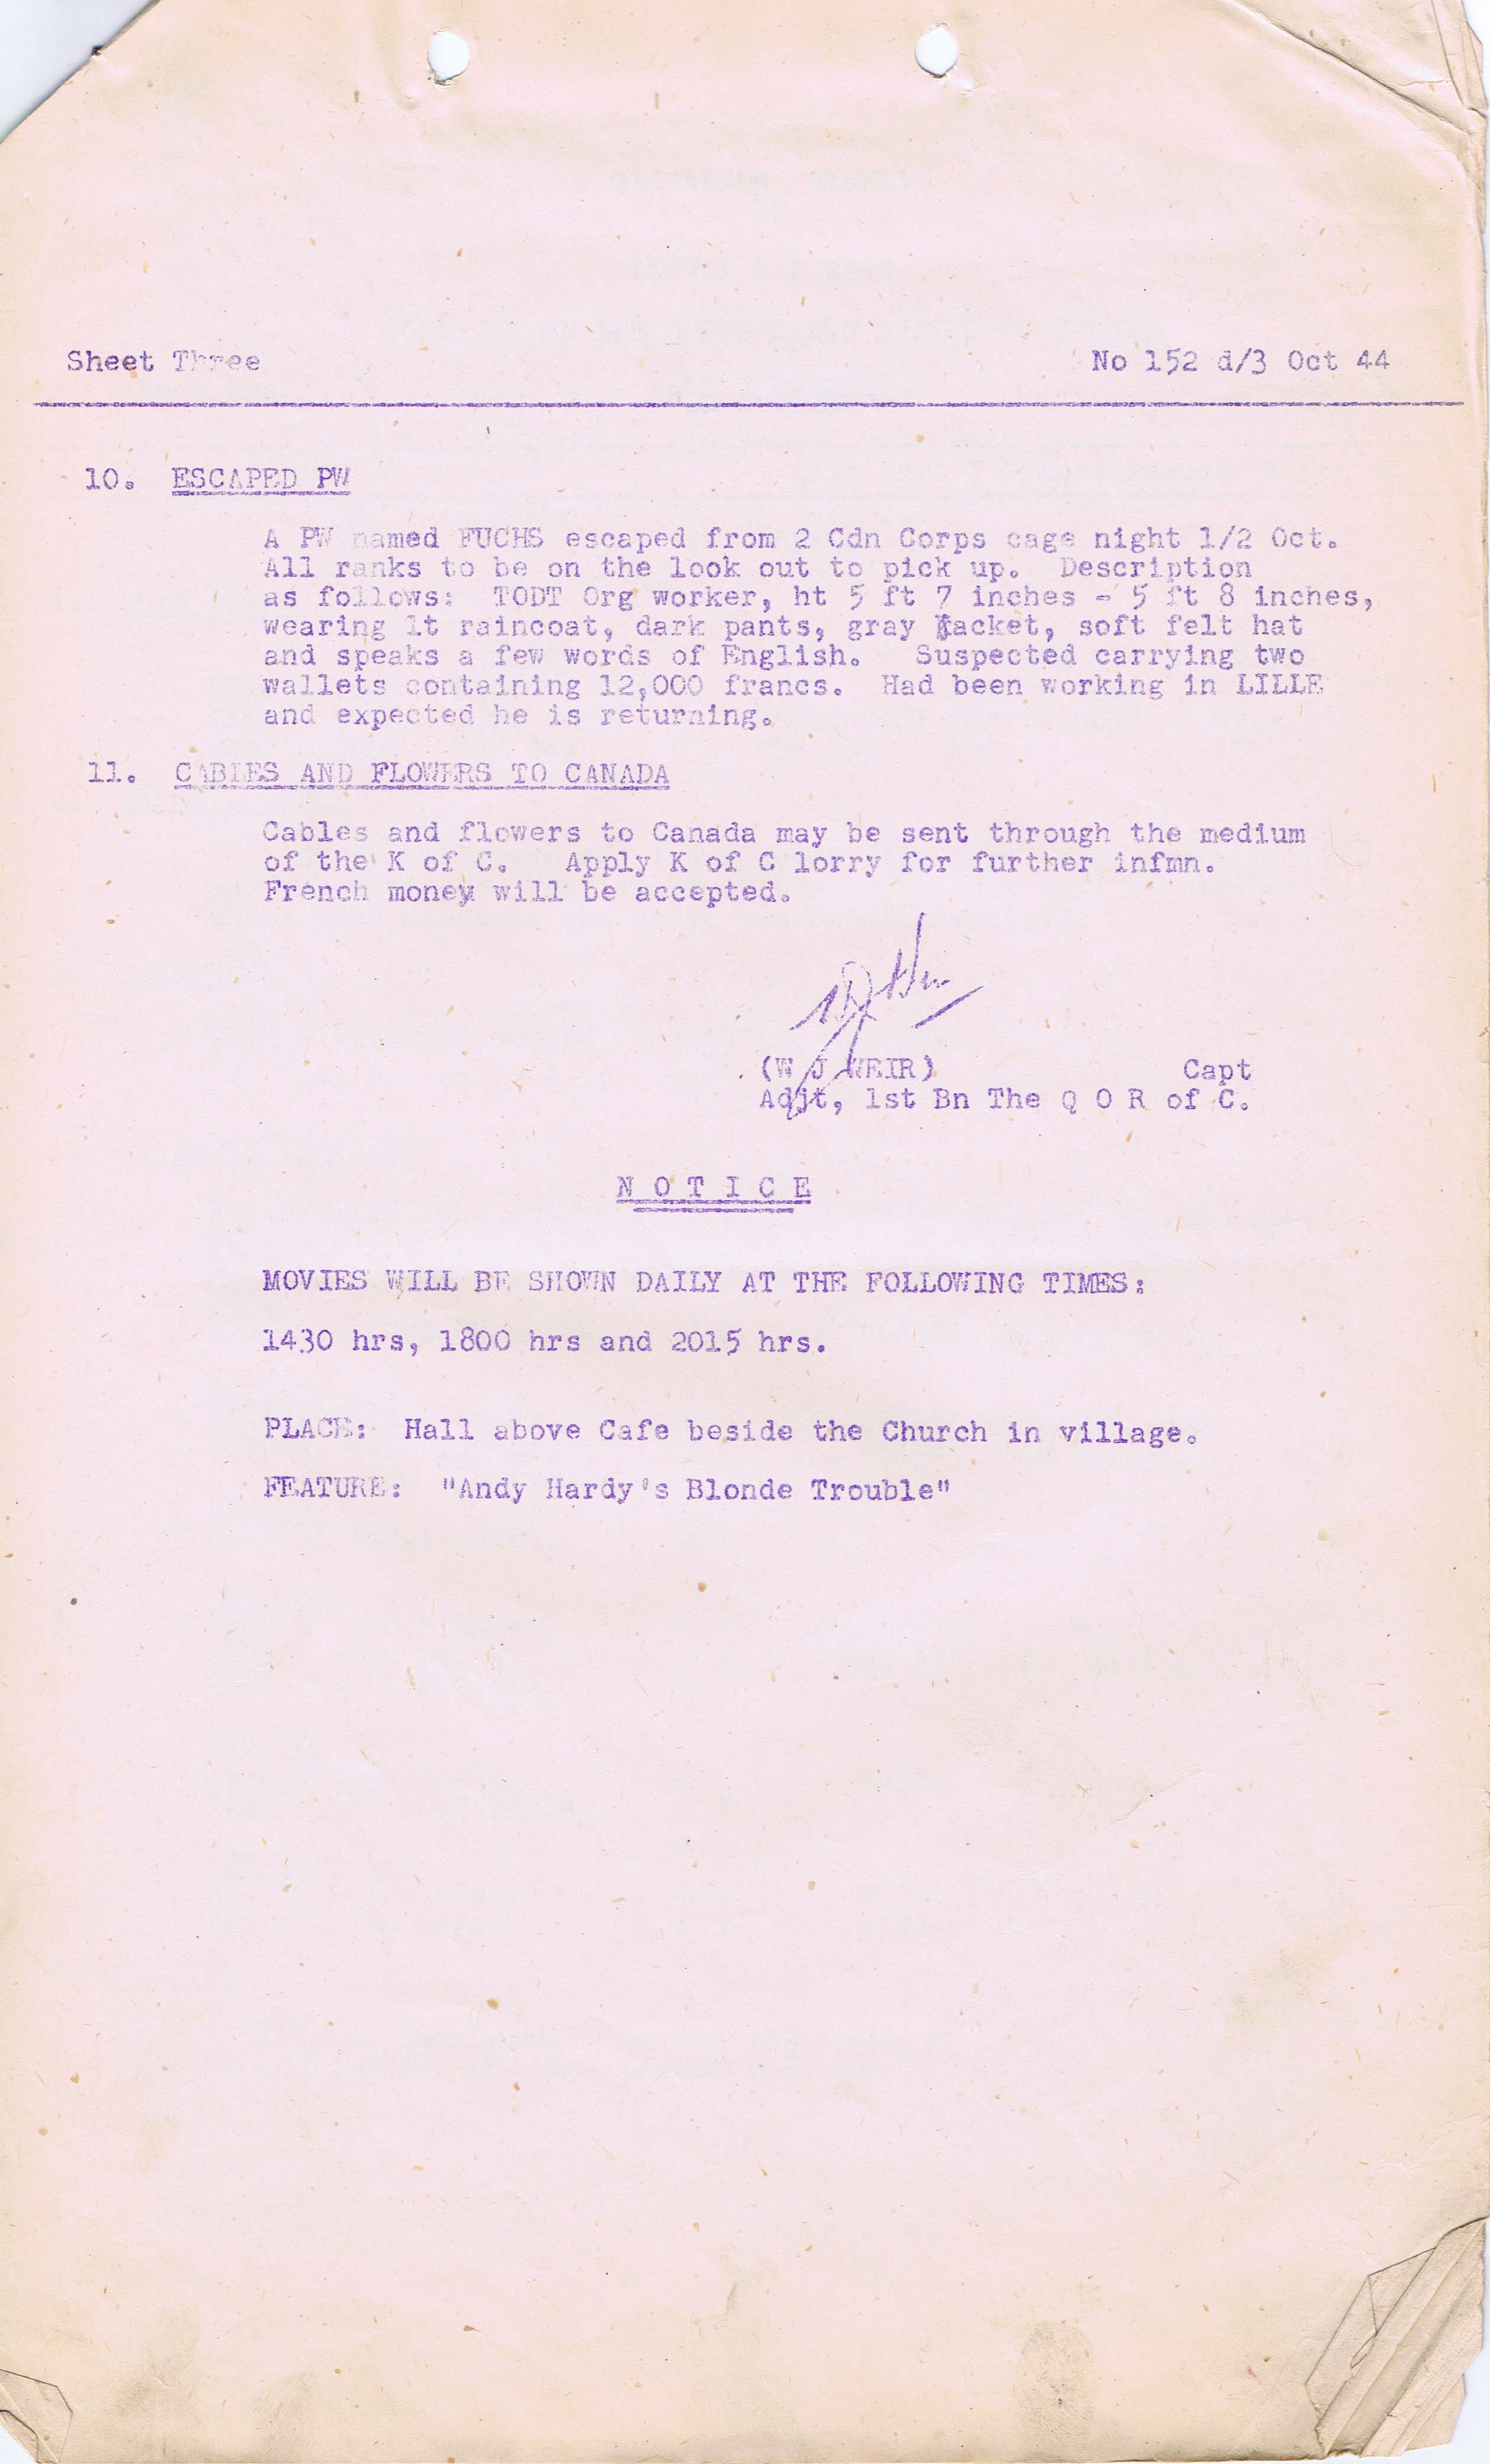 Sheet Three No 152 d/3 Oct 44
10. ESCAPED PW
A PW named FUCHS escaped from 2 Cdn Corps cage night 1/2 Oct.
All ranks to be on the look out to pick up. Description
as follows: TODT Org worker, ht 5 ft 7 inches - 5 ft 8 inches,
wearing lt raincoat, dark pants, gray jacket, soft felt hat
and speaks a few words of English. Suspected carrying two
wallets containing 12,000 francs. Had been working in LILLE
and expected he is returning.
11. CABLES AND FLOWERS TO CANADA
Cables and flowers to Canada may be sent through the medium
of the K of C. Apply K of C lorry for further infmn.
French money will be accepted.
(W J WEIR) Capt
Adjt, 1st Bn The Q O R of C.
N O T I C E
MOVIES WILL BE SHOWN DAILY AT THE FOLLOWING TIMES:
1430 hrs, 1800 hrs and 2015 hrs.
PLACE: Hall above Cafe beside the Church in village.
FEATURE: "Andy Hardy's Blonde Trouble"